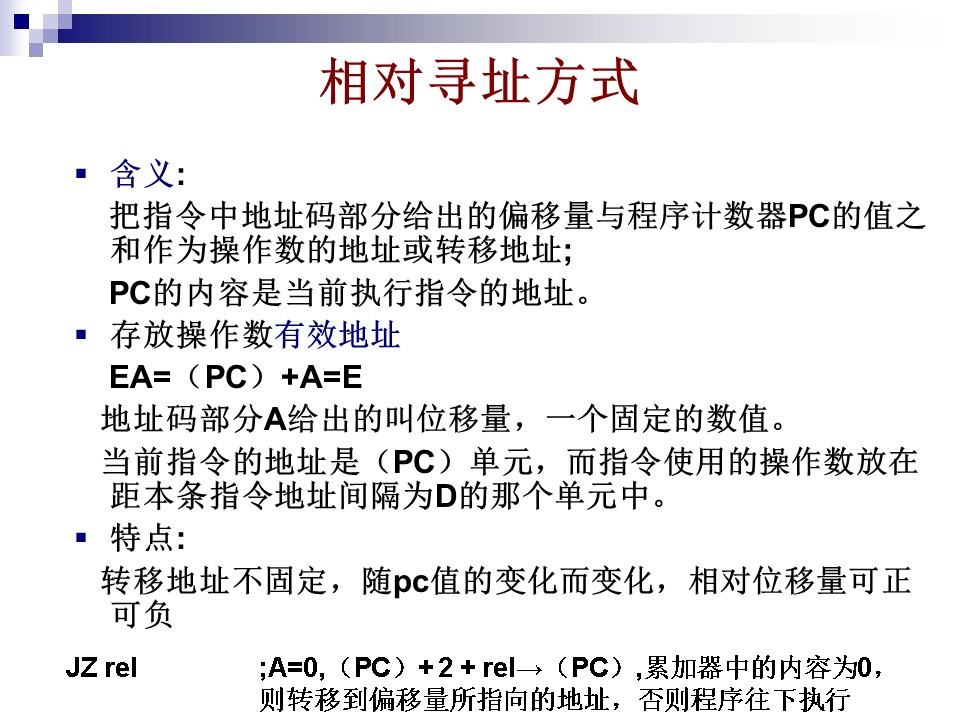 相对寻址方式
含义:
把指令中地址码部分给出的偏移量与程序计数器PC的值之
和作为操作数的地址或转移地址;
PC的内容是当前执行指令的地址。
存放操作数有效地址
EA=（PC）+A=E
地址码部分A给出的叫位移量，一个固定的数值。
当前指令的地址是（PC）单元，而指令使用的操作数放在
距本条指令地址间隔为D的那个单元中。
特点:
转移地址不固定，随pc值的变化而变化，相对位移量可正
可负
JZ rel ;A=0,（PC）+ 2 + rel→（PC）,累加器中的内容为0，
则转移到偏移量所指向的地址，否则程序往下执行